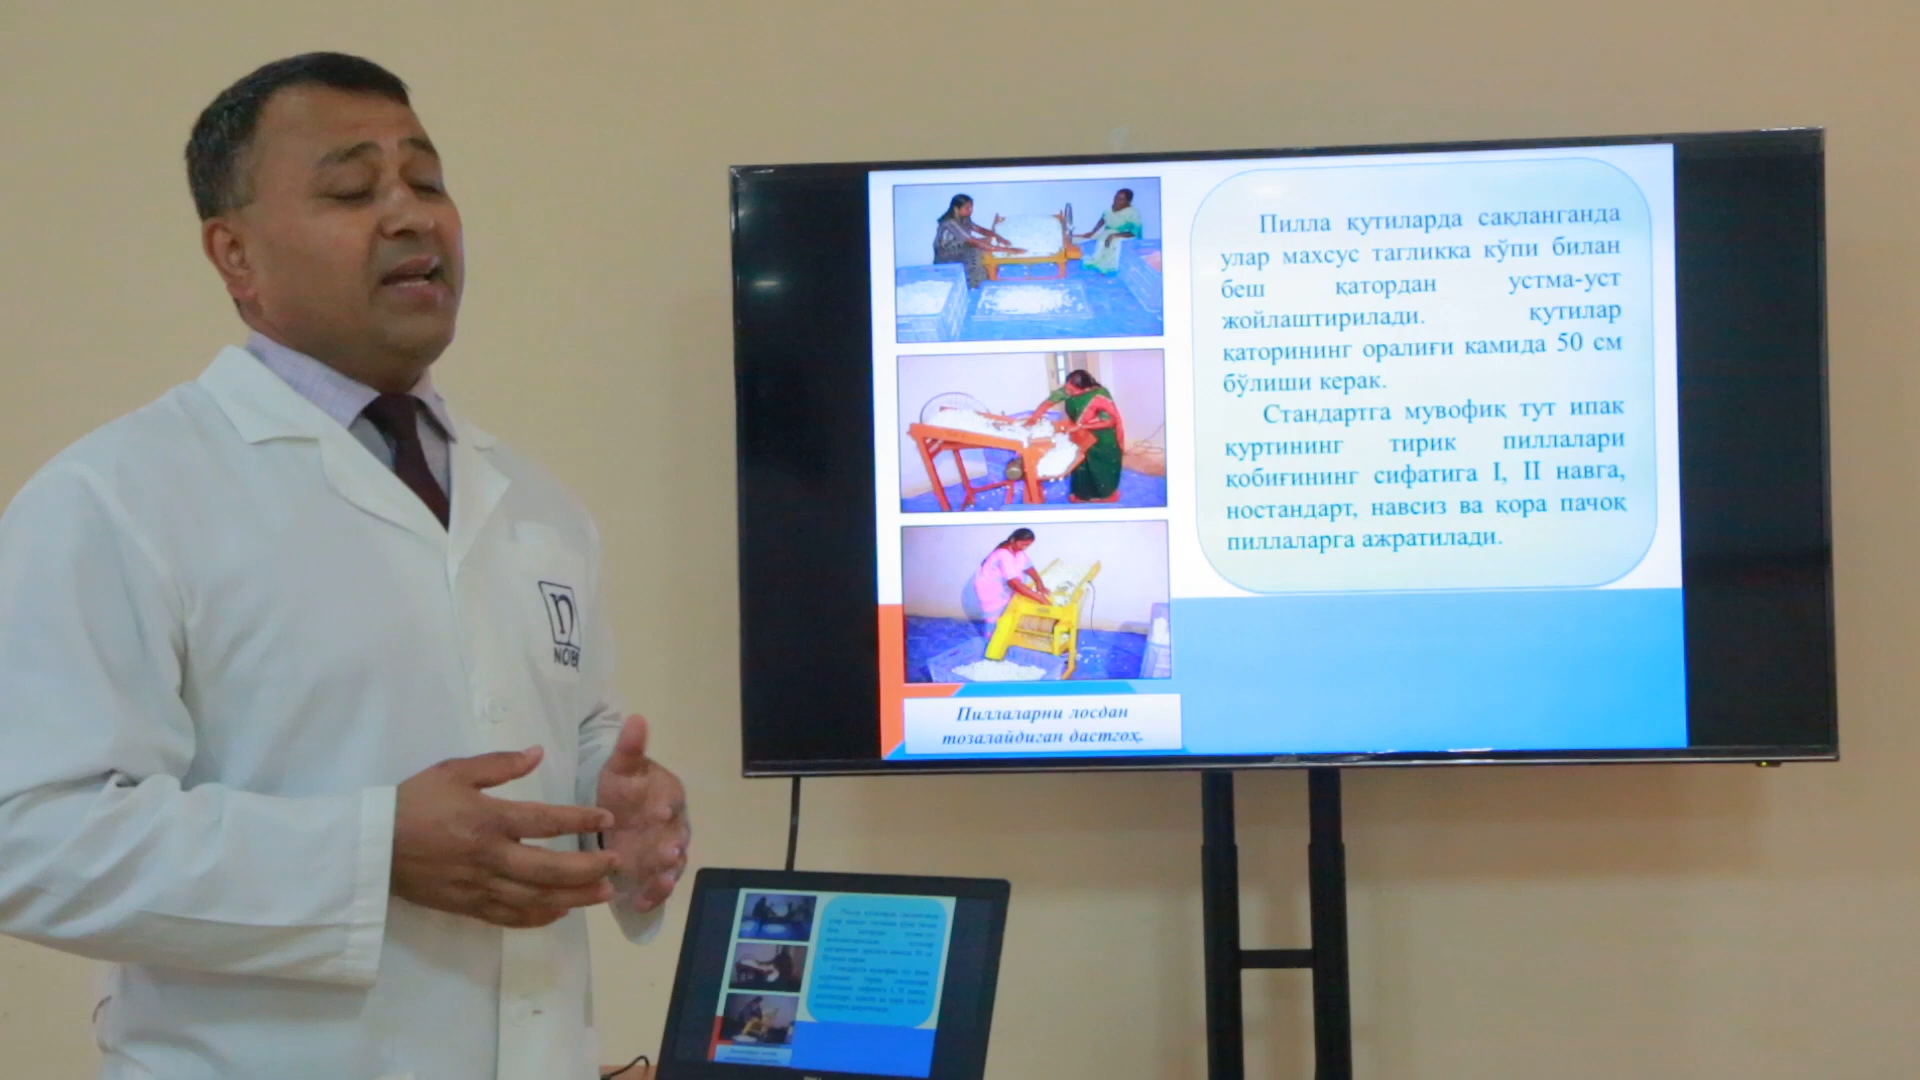 Пилла қутиларда сақланганда
улар махсус тагликка кўпи билан
беш қатордан устма-уст
жойлаштирилади. қутилар
қаторининг оралиғи камида 50 см
бўлиши керак.
Стандартга мувофиқ тут ипак
қуртининг тирик пиллалари
қобиғининг сифатига I, II навга,
ностандарт, навсиз ва қора пачоқ
пиллаларга ажратилади.
Пиллаларни лосдан
тозалайдиган дастгоҳ.
n